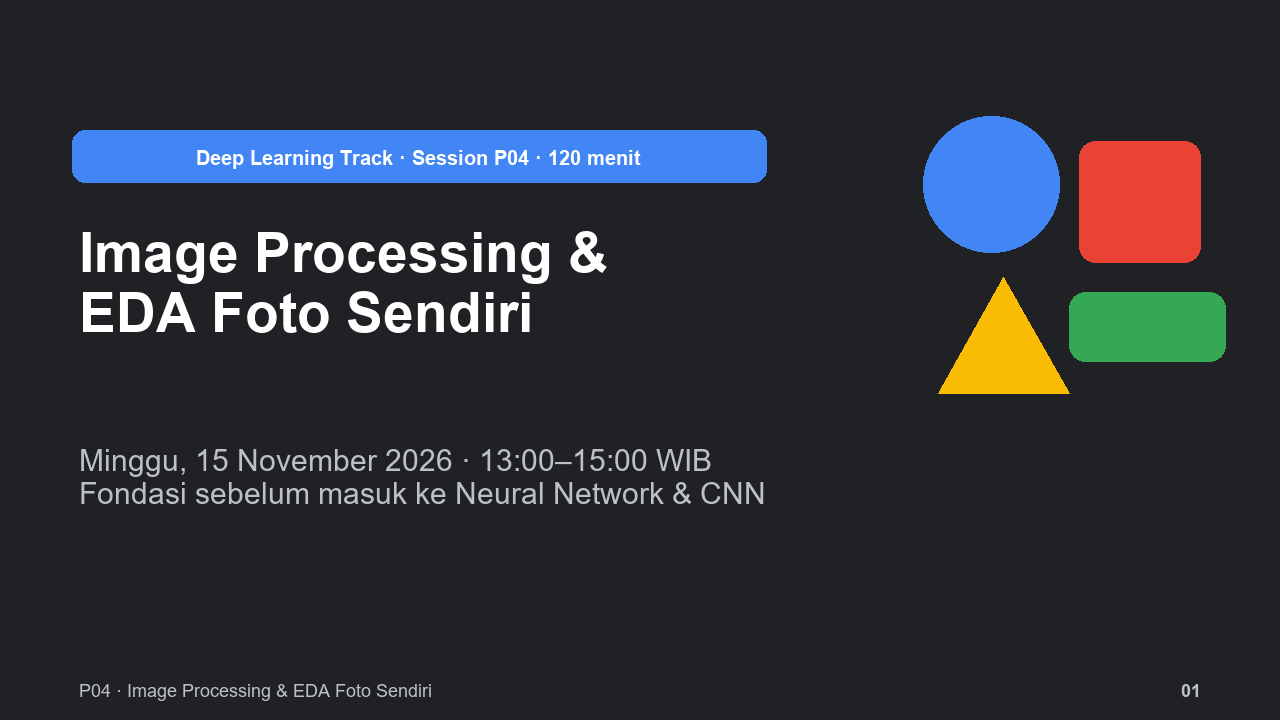 Deep Learning Track · Session P04 · 120 menit
Image Processing &
EDA Foto Sendiri
Minggu, 15 November 2026 · 13:00–15:00 WIB
Fondasi sebelum masuk ke Neural Network & CNN
P04 · Image Processing & EDA Foto Sendiri
01